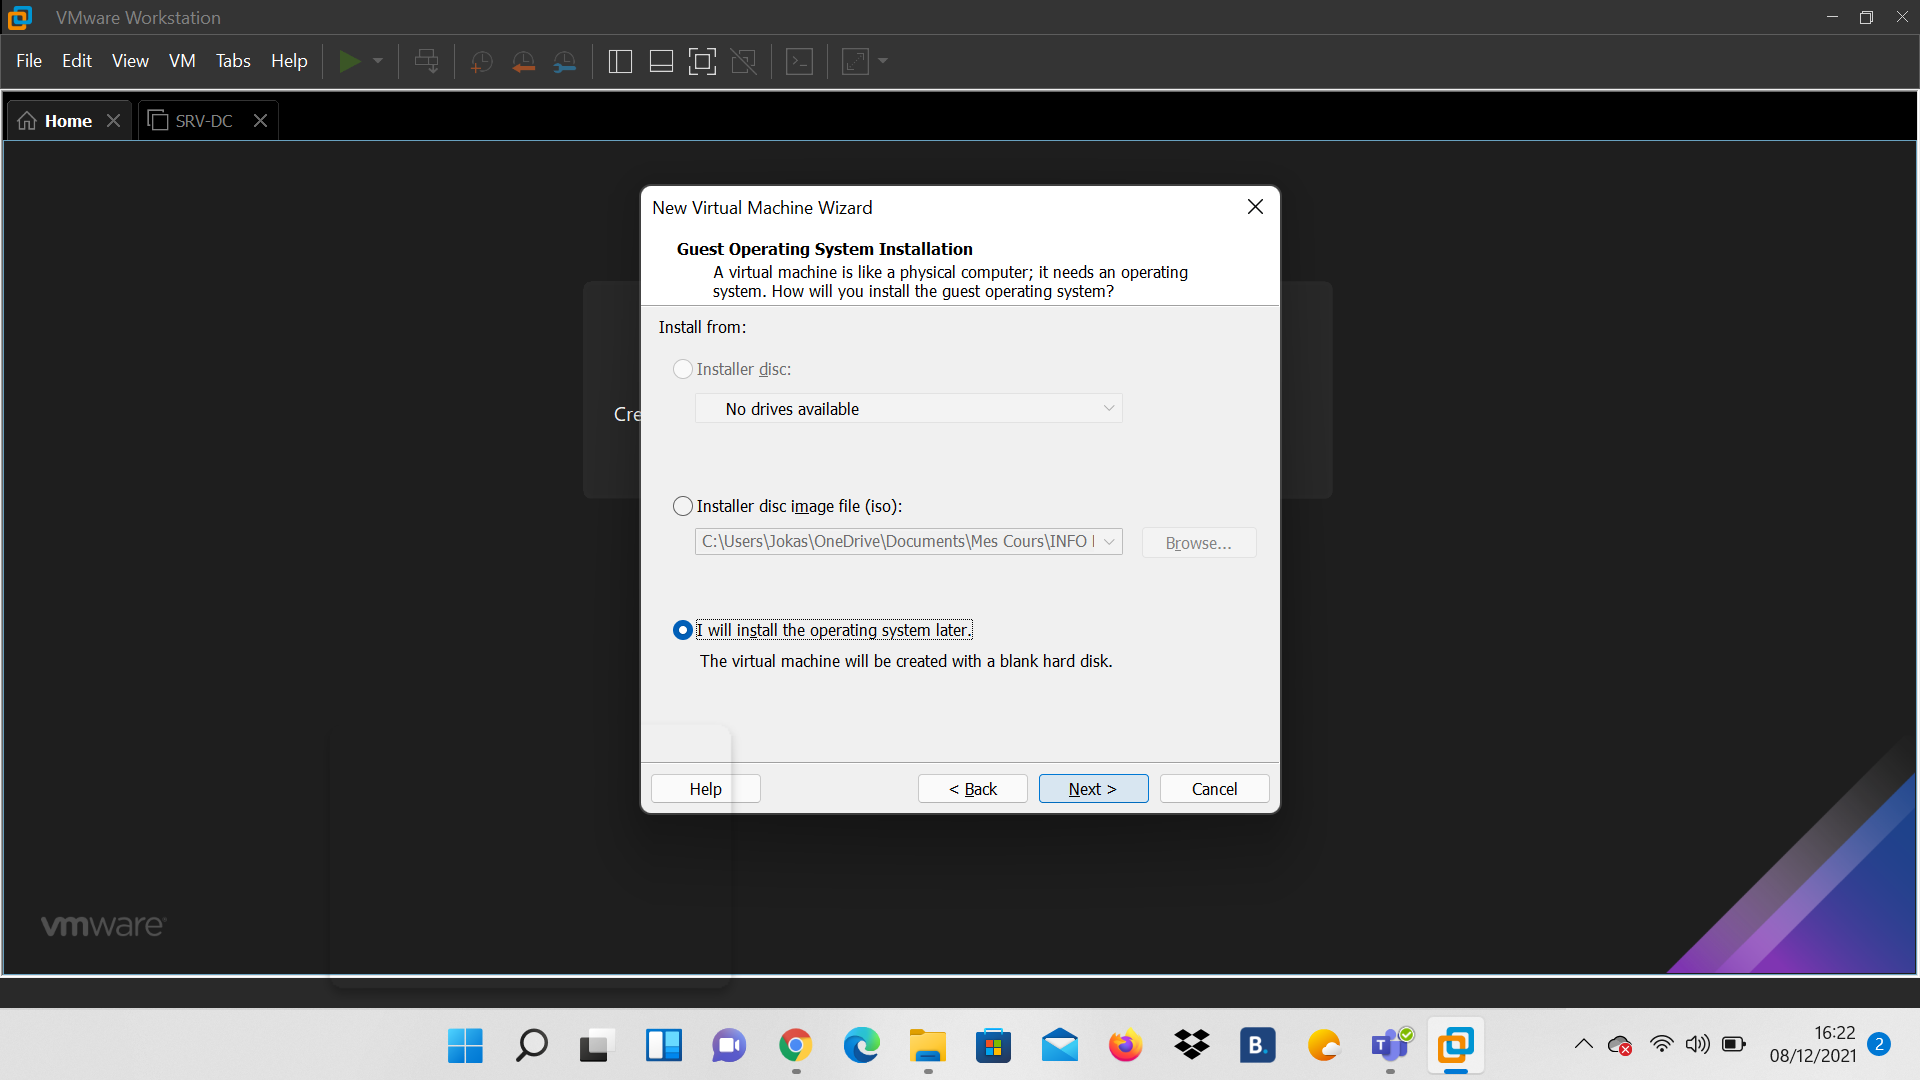 VMware Workstation
File Edit View VM Tabs Help
Home
SRV-DC
New Virtual Machine Wizard
Guest Operating System Installation
A virtual machine is like a physical computer; it needs an operating
system. How will you install the guest operating system?
Install from:
Installer disc:
No drives available
Cre
Installer disc image file (iso):
C:\Users\Jokas\OneDrive\Documents\Mes Cours\INFO
Browse...
I will install the operating system later.
The virtual machine will be created with a blank hard disk.
Help
< Back
Next >
Cancel
vmware
B.
T
16:22
08/12/2021
2